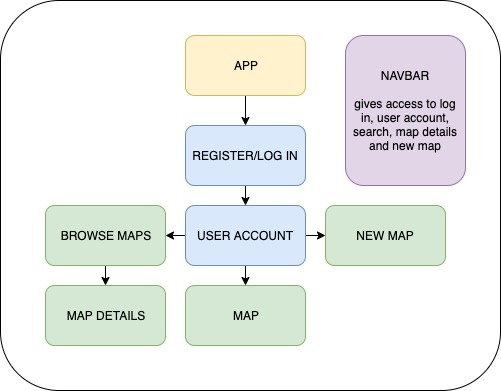 APP
NAVBAR
gives access to log
in, user account,
search, map details
and new map
REGISTER/LOG IN
BROWSE MAPS
USER ACCOUNT
NEW MAP
MAP DETAILS
MAP